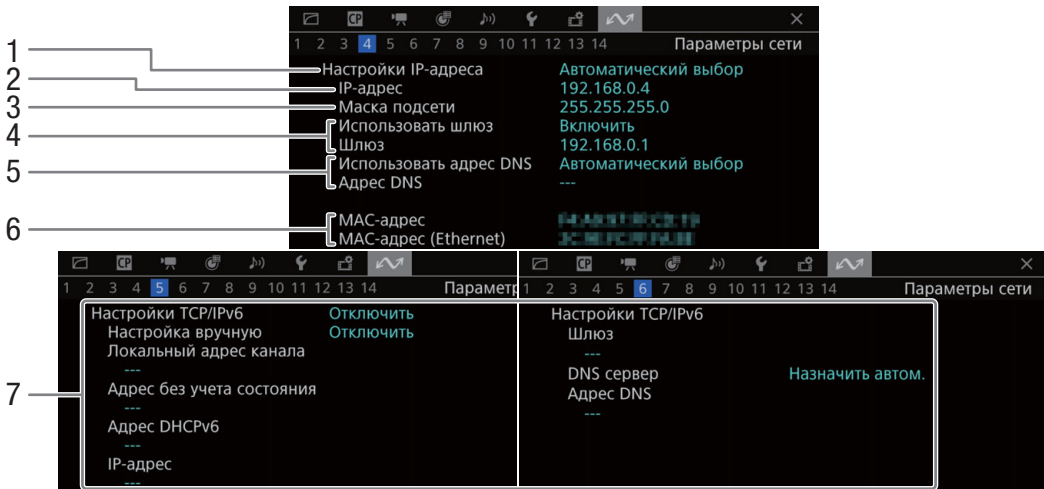 CP
1 2 3 4 5 6 7 8 9 10 11 12 13 14 Параметры сети
1 Настройки IP-адреса Автоматический выбор
2 IP-адрес 192.168.0.4
3 Маска подсети 255.255.255.0
4 Использовать шлюз Включить
Шлюз 192.168.0.1
5 Использовать адрес DNS Автоматический выбор
Адрес DNS ---
6 MAC-адрес
MAC-адрес (Ethernet)
CP
1 2 3 4 5 6 7 8 9 10 11 12 13 14 Параметр
7
Настройки TCP/IPv6 Отключить
Настройка вручную Отключить
Локальный адрес канала
---
Адрес без учета состояния
---
Адрес DHCPv6
---
IP-адрес
---
CP
1 2 3 4 5 6 7 8 9 10 11 12 13 14 Параметры сети
Настройки TCP/IPv6
Шлюз
---
DNS сервер Назначить автом.
Адрес DNS
---